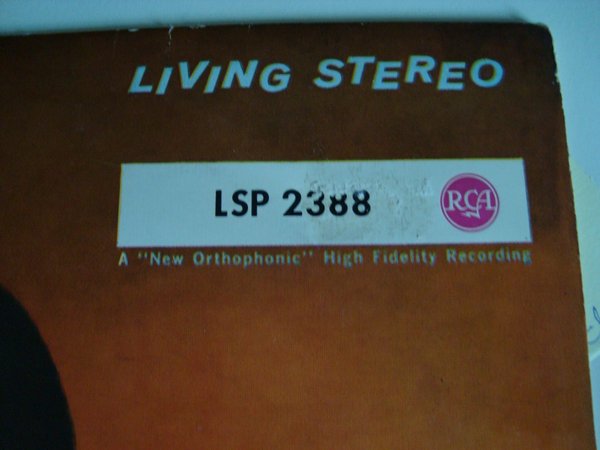 LIVING STEREO
LSP 2388
RCA
A "New Orthophonic" High Fidelity Recording